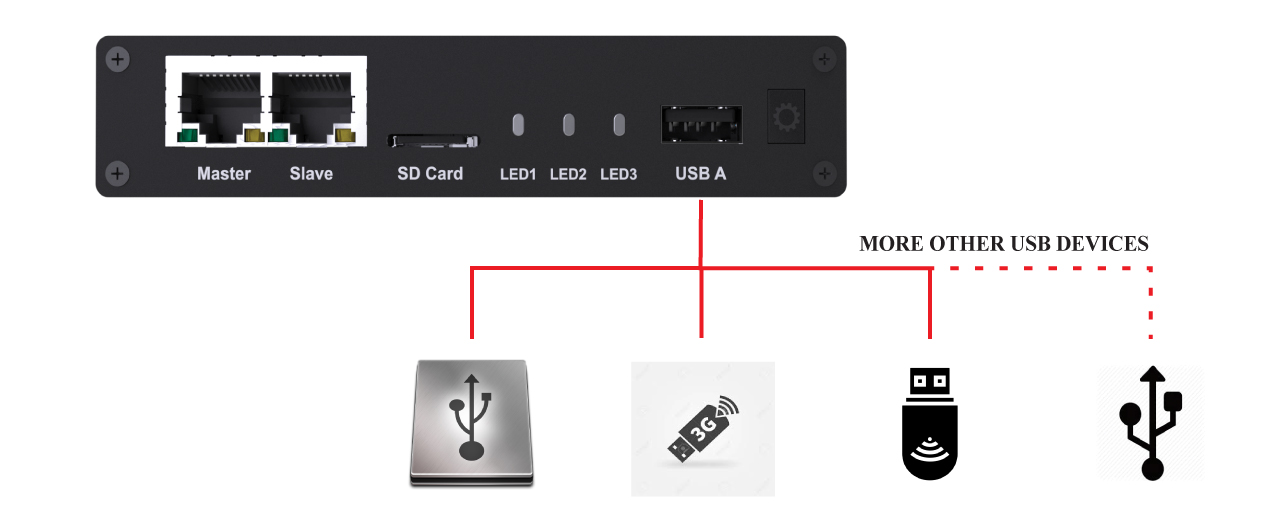 Master Slave SD Card LED1 LED2 LED3 USB A
MORE OTHER USB DEVICES
3G